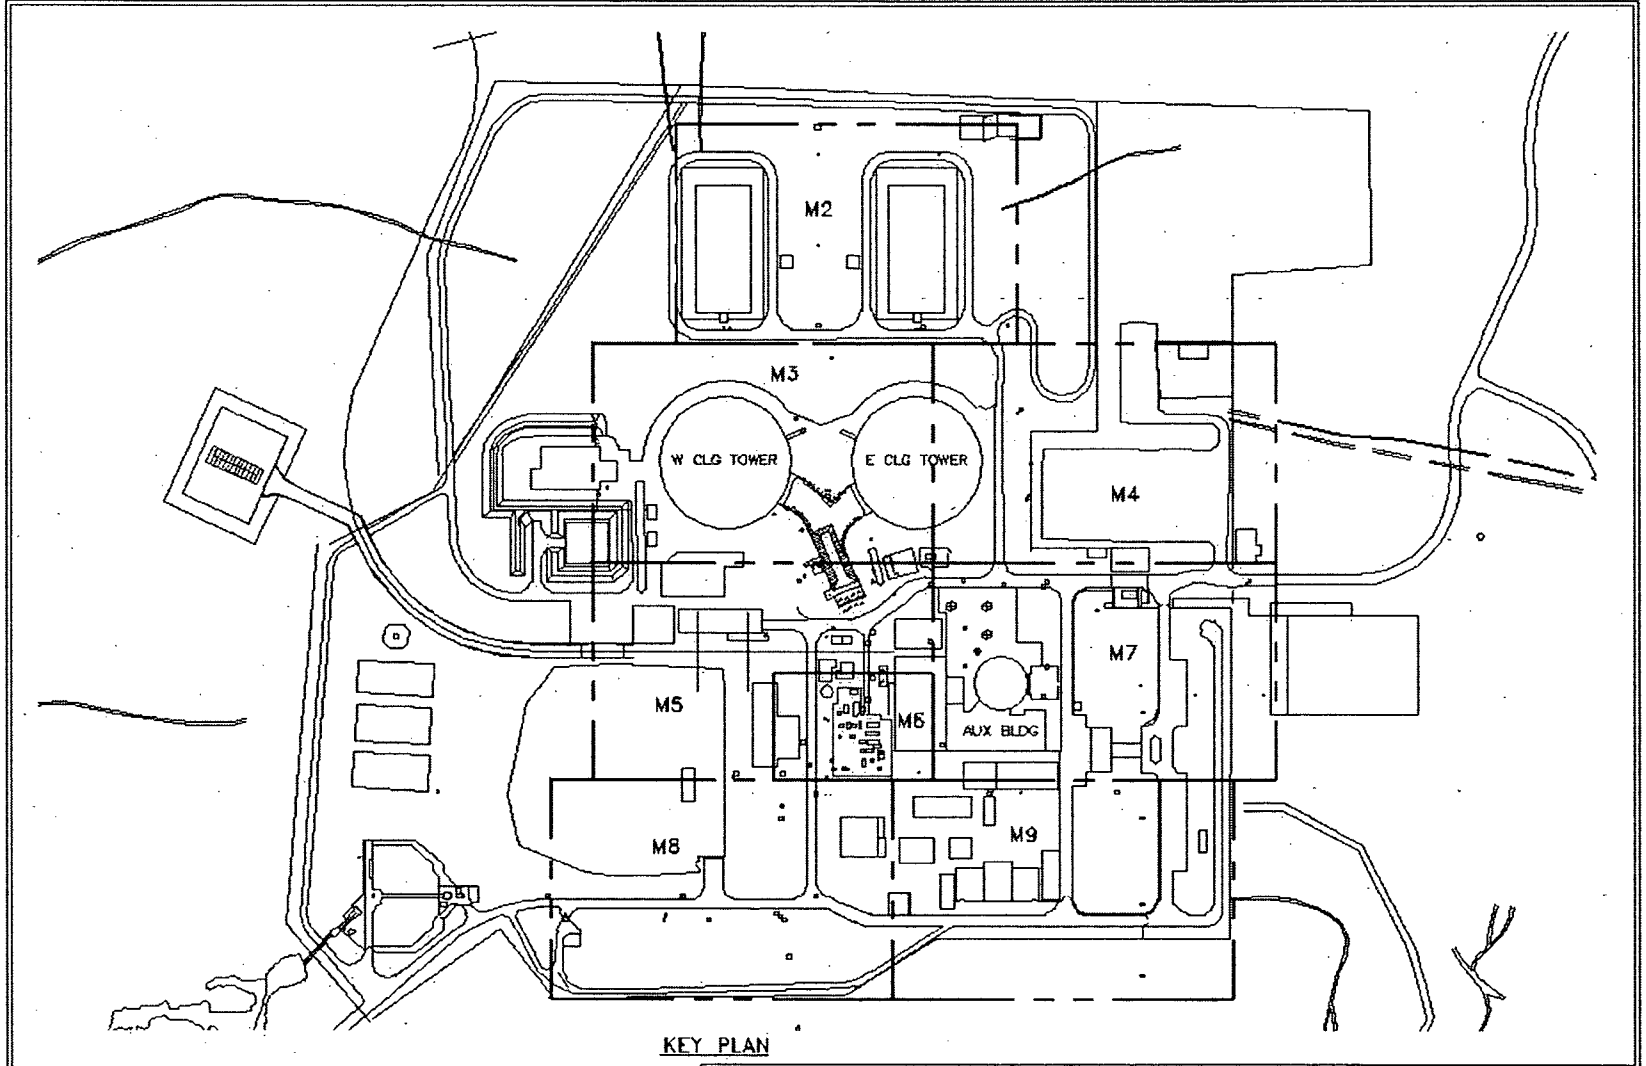 M2
M3
W CLG TOWER
E CLG TOWER
M4
M7
M5
M6
AUX BLDG
M8
M9
KEY PLAN